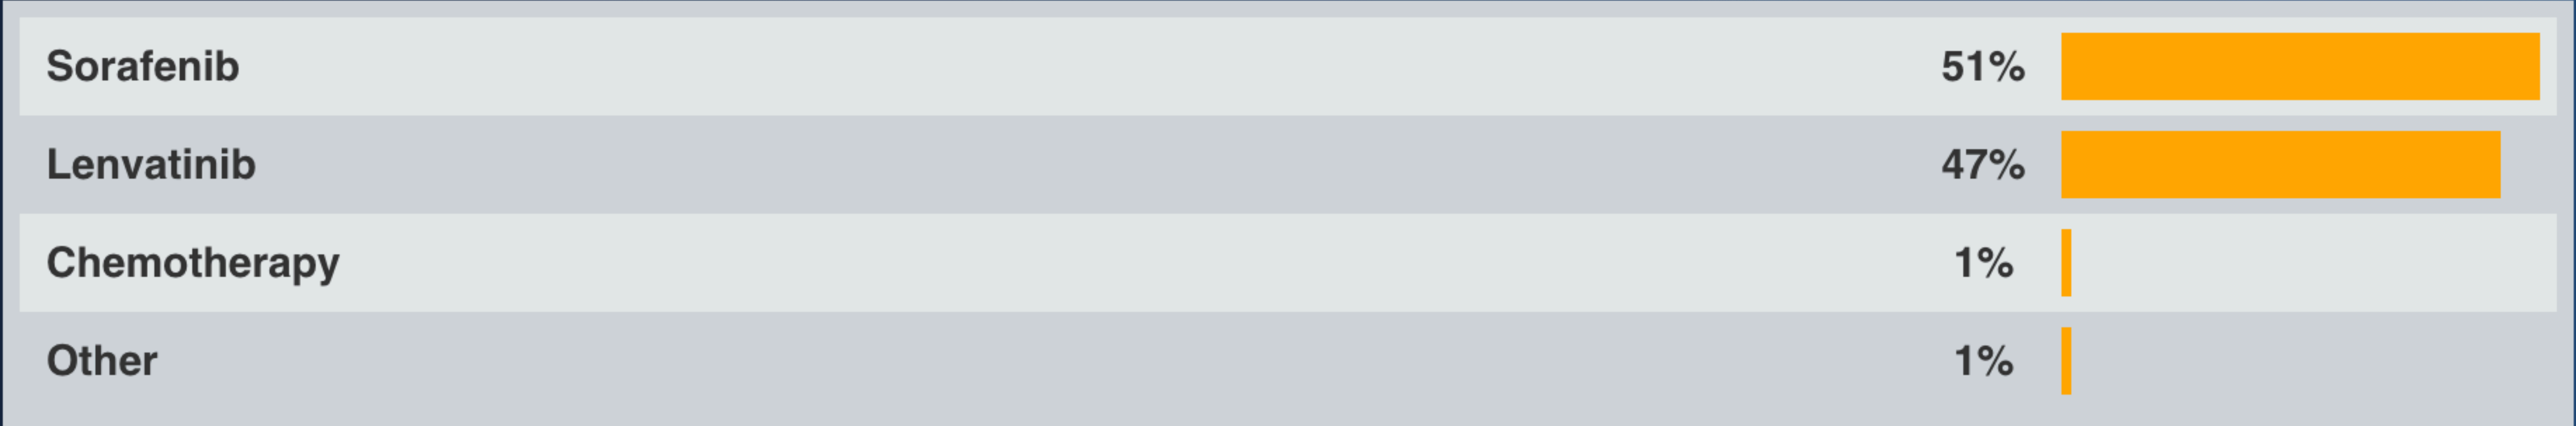 Sorafenib 51%
Lenvatinib 47%
Chemotherapy 1%
Other 1%